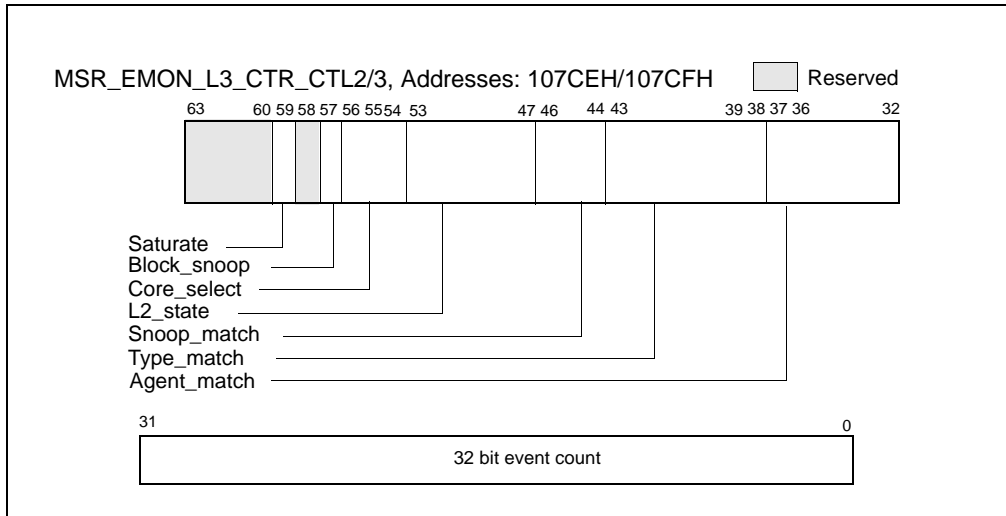 MSR_EMON_L3_CTR_CTL2/3, Addresses: 107CEH/107CFH Reserved
63 60 59 58 57 56 55 54 53 47 46 44 43 39 38 37 36 32
Saturate
Block_snoop
Core_select
L2_state
Snoop_match
Type_match
Agent_match
31 0
32 bit event count